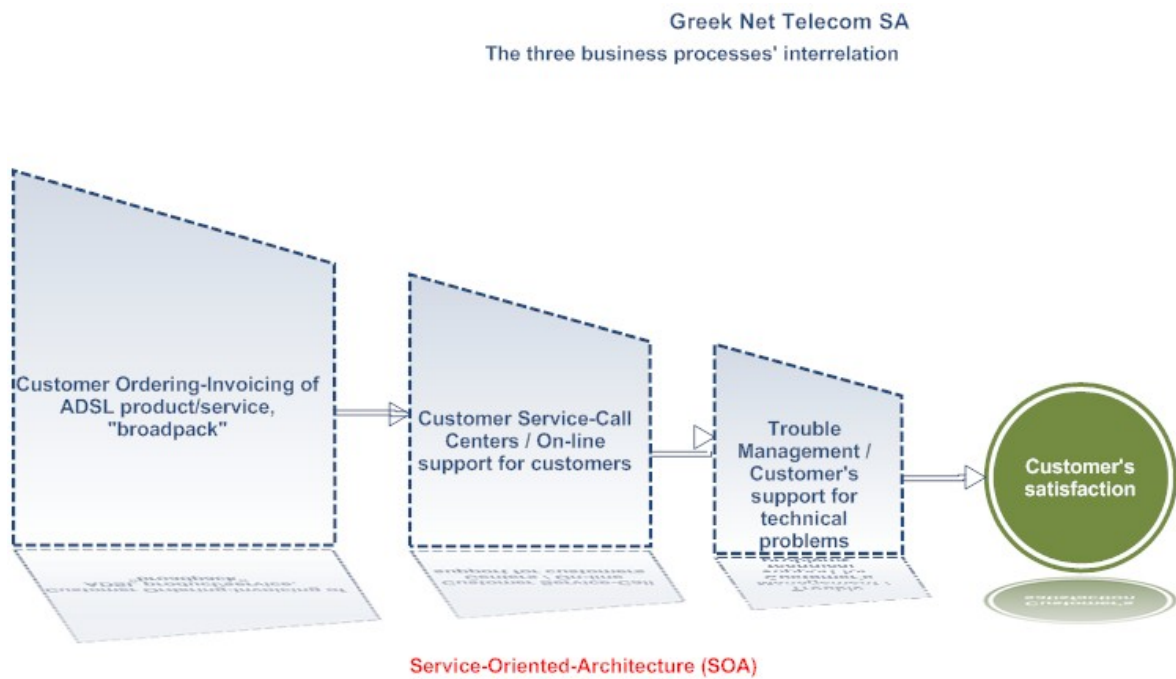 Greek Net Telecom SA
The three business processes' interrelation
Customer Ordering-Invoicing of
ADSL product/service,
"broadpack"
Customer Service-Call
Centers / On-line
support for customers
Trouble
Management /
Customer's
support for
technical
problems
Customer's
satisfaction
Service-Oriented-Architecture (SOA)